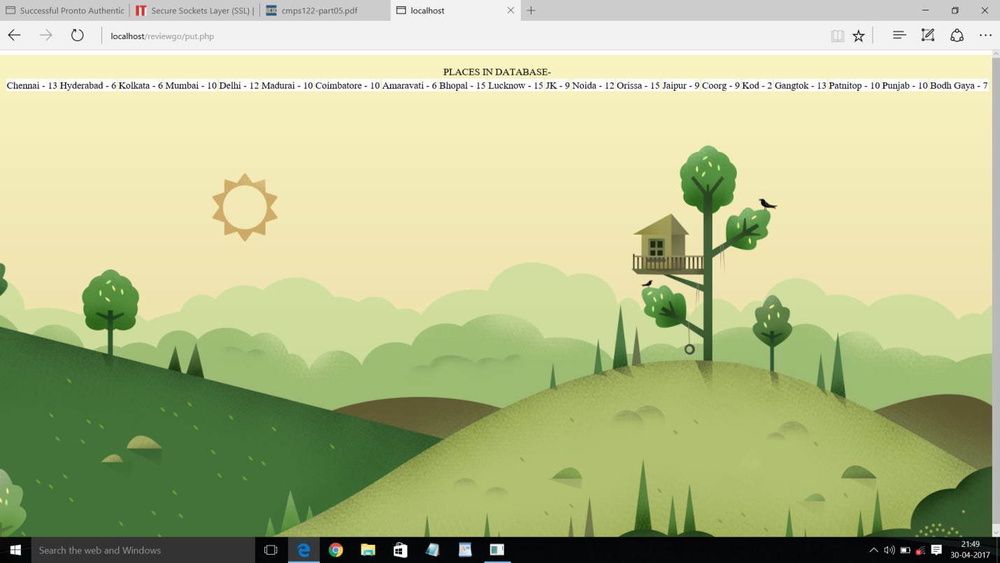 Successful Pronto Authentic
Secure Sockets Layer (SSL) |
cmps122-part05.pdf
localhost
localhost/reviewgo/put.php
PLACES IN DATABASE-
Chennai - 13 Hyderabad - 6 Kolkata - 6 Mumbai - 10 Delhi - 12 Madurai - 10 Coimbatore - 10 Amaravati - 6 Bhopal - 15 Lucknow - 15 JK - 9 Noida - 12 Orissa - 15 Jaipur - 9 Coorg - 9 Kod - 2 Gangtok - 13 Patnitop - 10 Punjab - 10 Bodh Gaya - 7
Search the web and Windows
21:49
30-04-2017